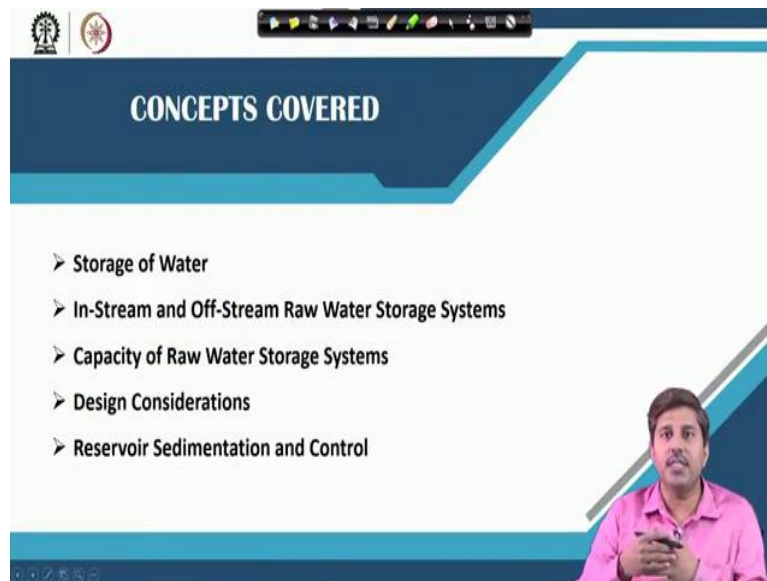 CONCEPTS COVERED
➢ Storage of Water
➢ In-Stream and Off-Stream Raw Water Storage Systems
➢ Capacity of Raw Water Storage Systems
➢ Design Considerations
➢ Reservoir Sedimentation and Control